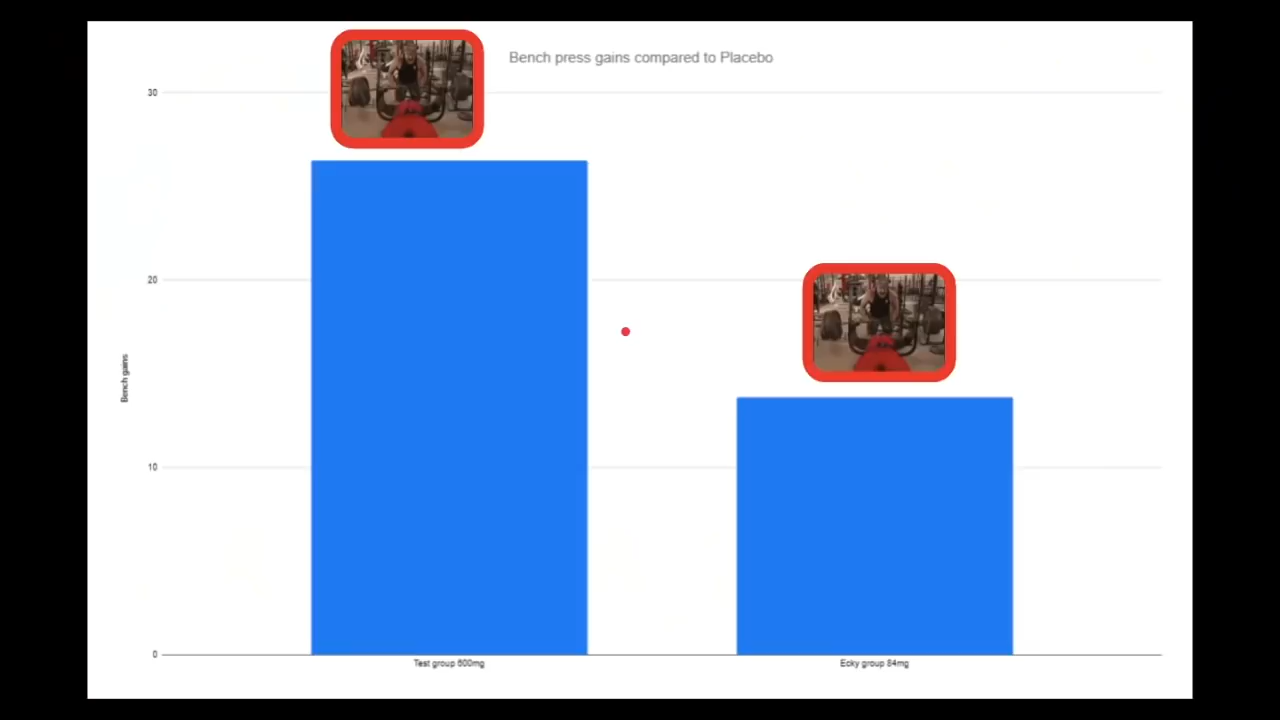 Bench press gains compared to Placebo
30
20
10
0
Bench gains
Test group 600mg
Ecky group 84mg